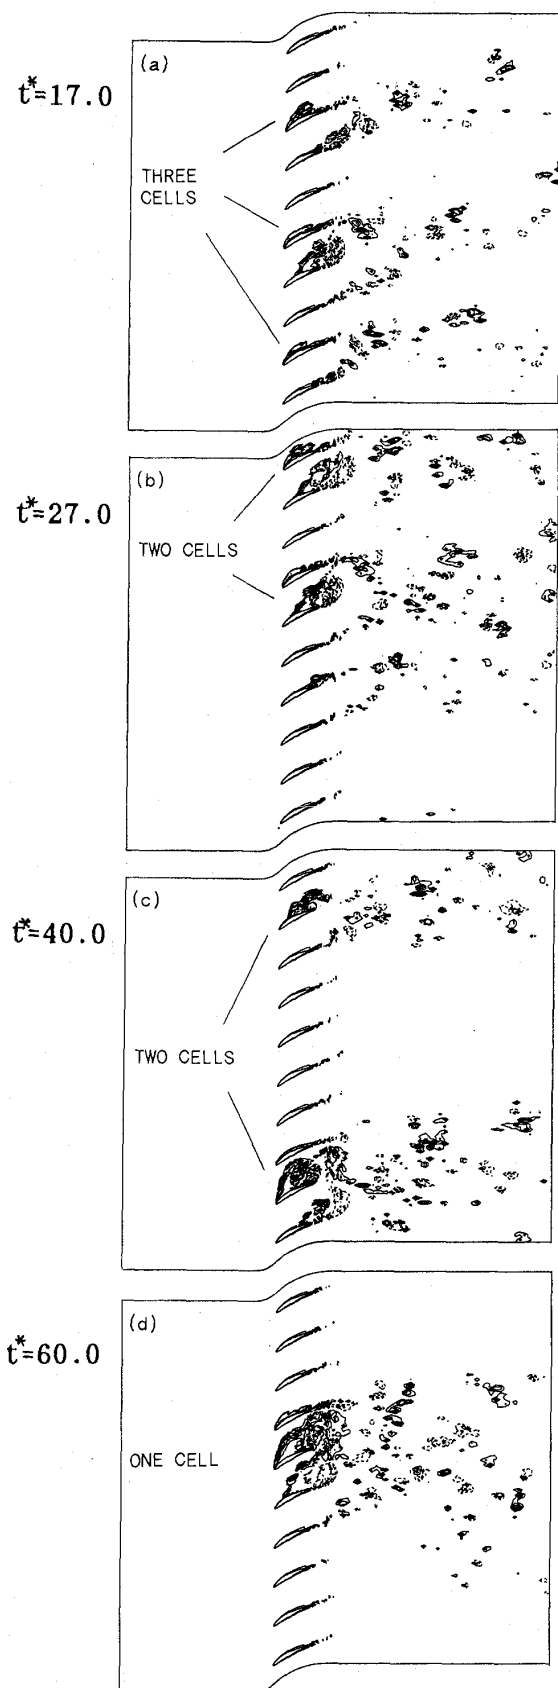 (a)
t*=17.0
THREE
CELLS
(b)
t*=27.0
TWO CELLS
(c)
t*=40.0
TWO CELLS
(d)
t*=60.0
ONE CELL